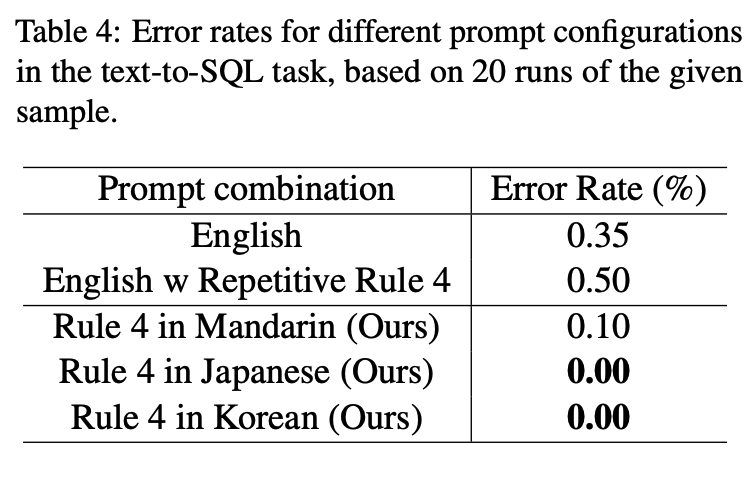 Table 4: Error rates for different prompt configurations
in the text-to-SQL task, based on 20 runs of the given
sample.
Prompt combination Error Rate (%)
English 0.35
English w Repetitive Rule 4 0.50
Rule 4 in Mandarin (Ours) 0.10
Rule 4 in Japanese (Ours) 0.00
Rule 4 in Korean (Ours) 0.00